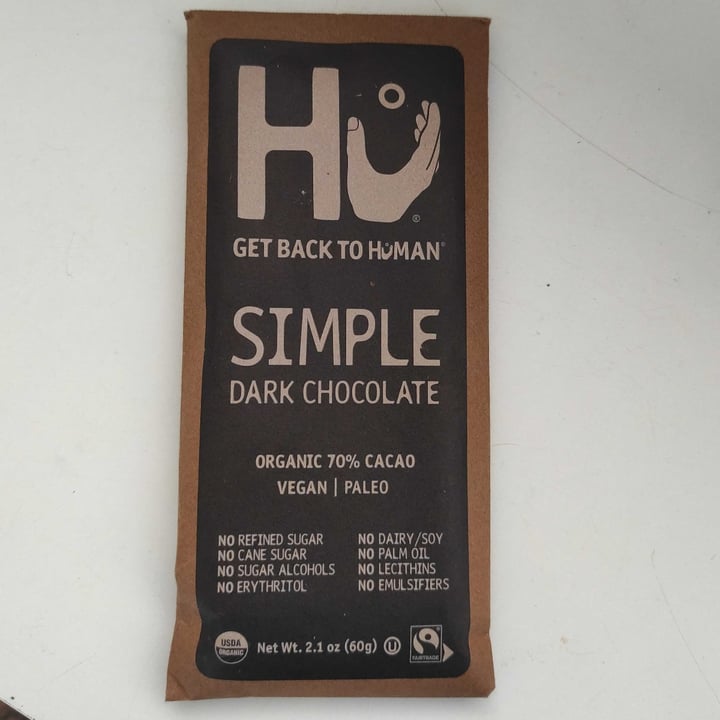 Hu
®
GET BACK TO HUMAN®
SIMPLE
DARK CHOCOLATE
ORGANIC 70% CACAO
VEGAN | PALEO
NO REFINED SUGAR
NO CANE SUGAR
NO SUGAR ALCOHOLS
NO ERYTHRITOL
NO DAIRY/SOY
NO PALM OIL
NO LECITHINS
NO EMULSIFIERS
USDA
ORGANIC
Net Wt. 2.1 oz (60g)
U
FAIRTRADE